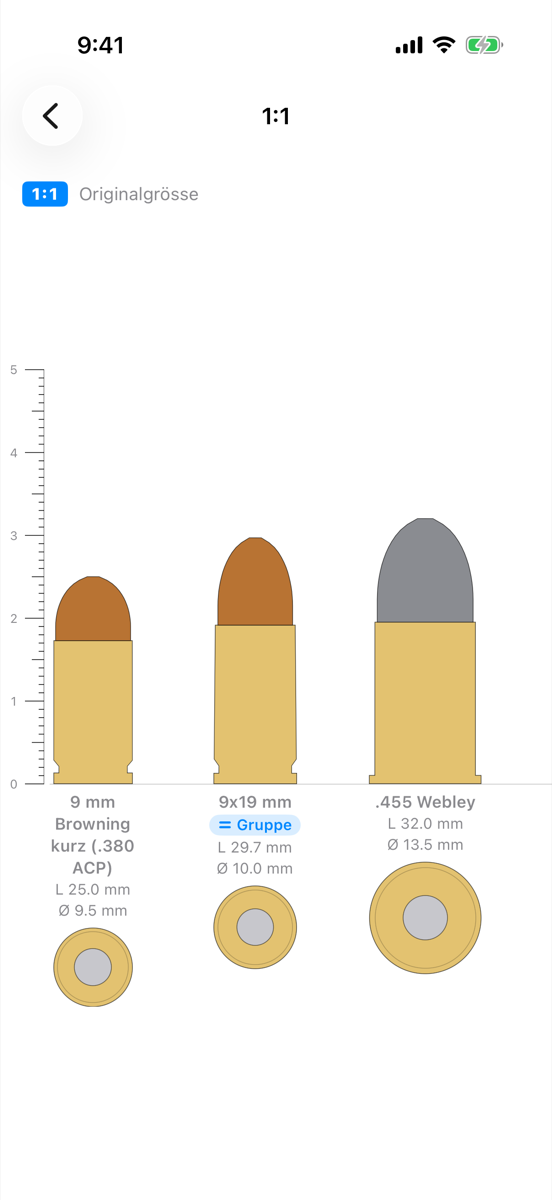 9:41
1:1
1:1 Originalgrösse
5
4
3
2
1
0
9 mm
Browning
kurz (.380
ACP)
L 25.0 mm
Ø 9.5 mm
9x19 mm
= Gruppe
L 29.7 mm
Ø 10.0 mm
.455 Webley
L 32.0 mm
Ø 13.5 mm